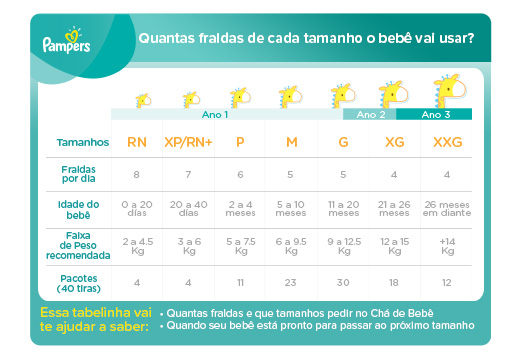 Pampers
Quantas fraldas de cada tamanho o bebê vai usar?
Ano 1 Ano 2 Ano 3
Tamanhos RN XP/RN+ P M G XG XXG
Fraldas por dia 8 7 6 5 5 4 4
Idade do bebê 0 a 20 dias 20 a 40 dias 2 a 4 meses 5 a 10 meses 11 a 20 meses 21 a 26 meses 26 meses em diante
Faixa de Peso recomendada 2 a 4.5 Kg 3 a 6 Kg 5 a 7.5 Kg 6 a 9.5 Kg 9 a 12.5 Kg 12 a 15 Kg +14 Kg
Pacotes (40 tiras) 4 4 11 23 30 18 12
Essa tabelinha vai te ajudar a saber:
• Quantas fraldas e que tamanhos pedir no Chá de Bebê
• Quando seu bebê está pronto para passar ao próximo tamanho